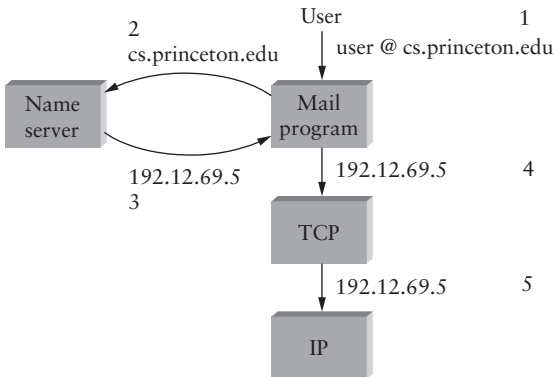 User
1
user @ cs.princeton.edu
2
cs.princeton.edu
Name
server
Mail
program
192.12.69.5
3
192.12.69.5
4
TCP
192.12.69.5
5
IP